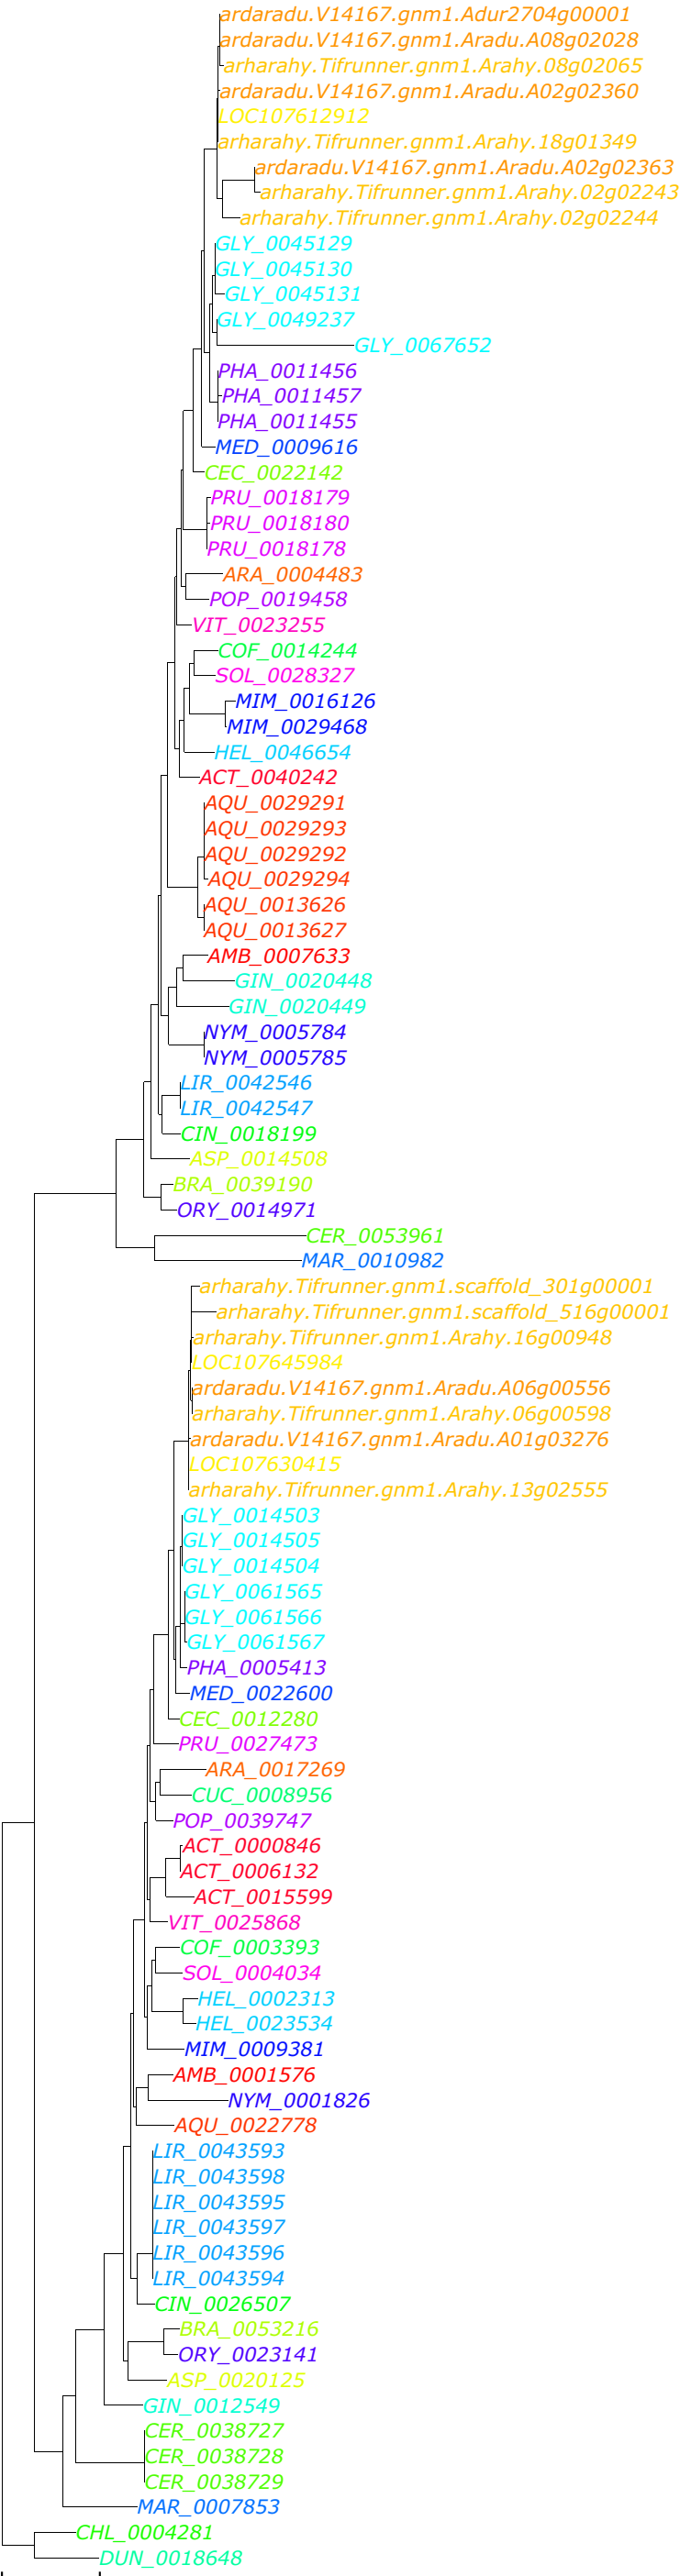 ardaradu.V14167.gnm1.Adur2704g00001
ardaradu.V14167.gnm1.Aradu.A08g02028
arharahy.Tifrunner.gnm1.Arahy.08g02065
ardaradu.V14167.gnm1.Aradu.A02g02360
LOC107612912
arharahy.Tifrunner.gnm1.Arahy.18g01349
ardaradu.V14167.gnm1.Aradu.A02g02363
arharahy.Tifrunner.gnm1.Arahy.02g02243
arharahy.Tifrunner.gnm1.Arahy.02g02244
GLY_0045129
GLY_0045130
GLY_0045131
GLY_0049237
GLY_0067652
PHA_0011456
PHA_0011457
PHA_0011455
MED_0009616
CEC_0022142
PRU_0018179
PRU_0018180
PRU_0018178
ARA_0004483
POP_0019458
VIT_0023255
COF_0014244
SOL_0028327
MIM_0016126
MIM_0029468
HEL_0046654
ACT_0040242
AQU_0029291
AQU_0029293
AQU_0029292
AQU_0029294
AQU_0013626
AQU_0013627
AMB_0007633
GIN_0020448
GIN_0020449
NYM_0005784
NYM_0005785
LIR_0042546
LIR_0042547
CIN_0018199
ASP_0014508
BRA_0039190
ORY_0014971
CER_0053961
MAR_0010982
arharahy.Tifrunner.gnm1.scaffold_301g00001
arharahy.Tifrunner.gnm1.scaffold_516g00001
arharahy.Tifrunner.gnm1.Arahy.16g00948
LOC107645984
ardaradu.V14167.gnm1.Aradu.A06g00556
arharahy.Tifrunner.gnm1.Arahy.06g00598
ardaradu.V14167.gnm1.Aradu.A01g03276
LOC107630415
arharahy.Tifrunner.gnm1.Arahy.13g02555
GLY_0014503
GLY_0014505
GLY_0014504
GLY_0061565
GLY_0061566
GLY_0061567
PHA_0005413
MED_0022600
CEC_0012280
PRU_0027473
ARA_0017269
CUC_0008956
POP_0039747
ACT_0000846
ACT_0006132
ACT_0015599
VIT_0025868
COF_0003393
SOL_0004034
HEL_0002313
HEL_0023534
MIM_0009381
AMB_0001576
NYM_0001826
AQU_0022778
LIR_0043593
LIR_0043598
LIR_0043595
LIR_0043597
LIR_0043596
LIR_0043594
CIN_0026507
BRA_0053216
ORY_0023141
ASP_0020125
GIN_0012549
CER_0038727
CER_0038728
CER_0038729
MAR_0007853
CHL_0004281
DUN_0018648